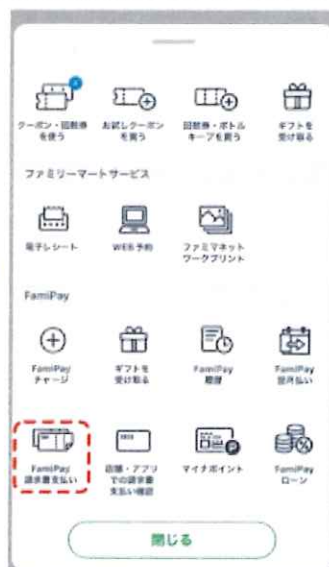 クーポン・回数券
を使う
お試しクーポン
を買う
回数券・ボトル
キープを買う
ギフトを
受け取る
ファミリーマートサービス
電子レシート
WEB予約
ファミマネット
ワークプリント
FamiPay
FamiPay
チャージ
ギフトを
受け取る
FamiPay
履歴
FamiPay
翌月払い
FamiPay
請求書支払い
店舗・アプリ
での請求書
支払い確認
マイナポイント
FamiPay
ローン
閉じる